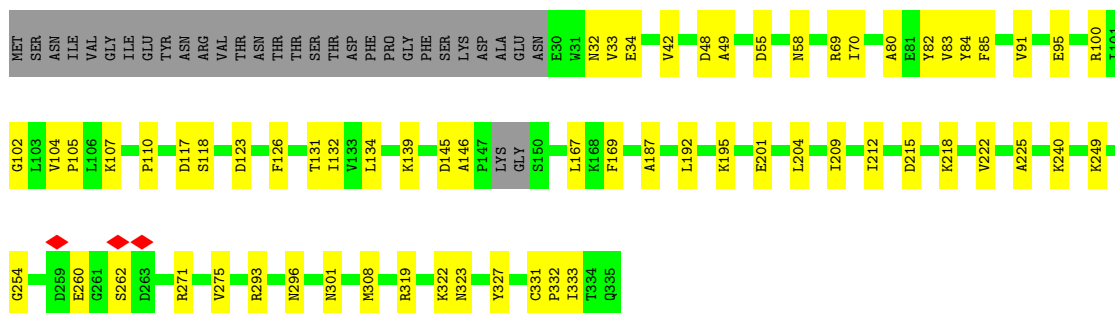 MET SER ASN ILE VAL GLY ILE GLU TYR ASN ARG VAL THR ASN THR THR SER THR ASP PHE PRO GLY PHE SER LYS ASP ALA GLU ASN E30 W31 N32 V33 E34 V42 D48 A49 D55 N58 R69 I70 A80 E81 Y82 V83 Y84 F85 V91 E95 R100 I101
G102 L103 V104 P105 L106 K107 P110 D117 S118 D123 F126 T131 I132 V133 L134 K139 D145 A146 P147 LYS GLY S150 L167 K168 F169 A187 L192 K195 E201 L204 I209 I212 D215 K218 V222 A225 K240 K249
G254 D259 E260 G261 S262 D263 R271 V275 R293 N296 N301 M308 R319 K322 N323 Y327 C331 P332 I333 T334 Q335